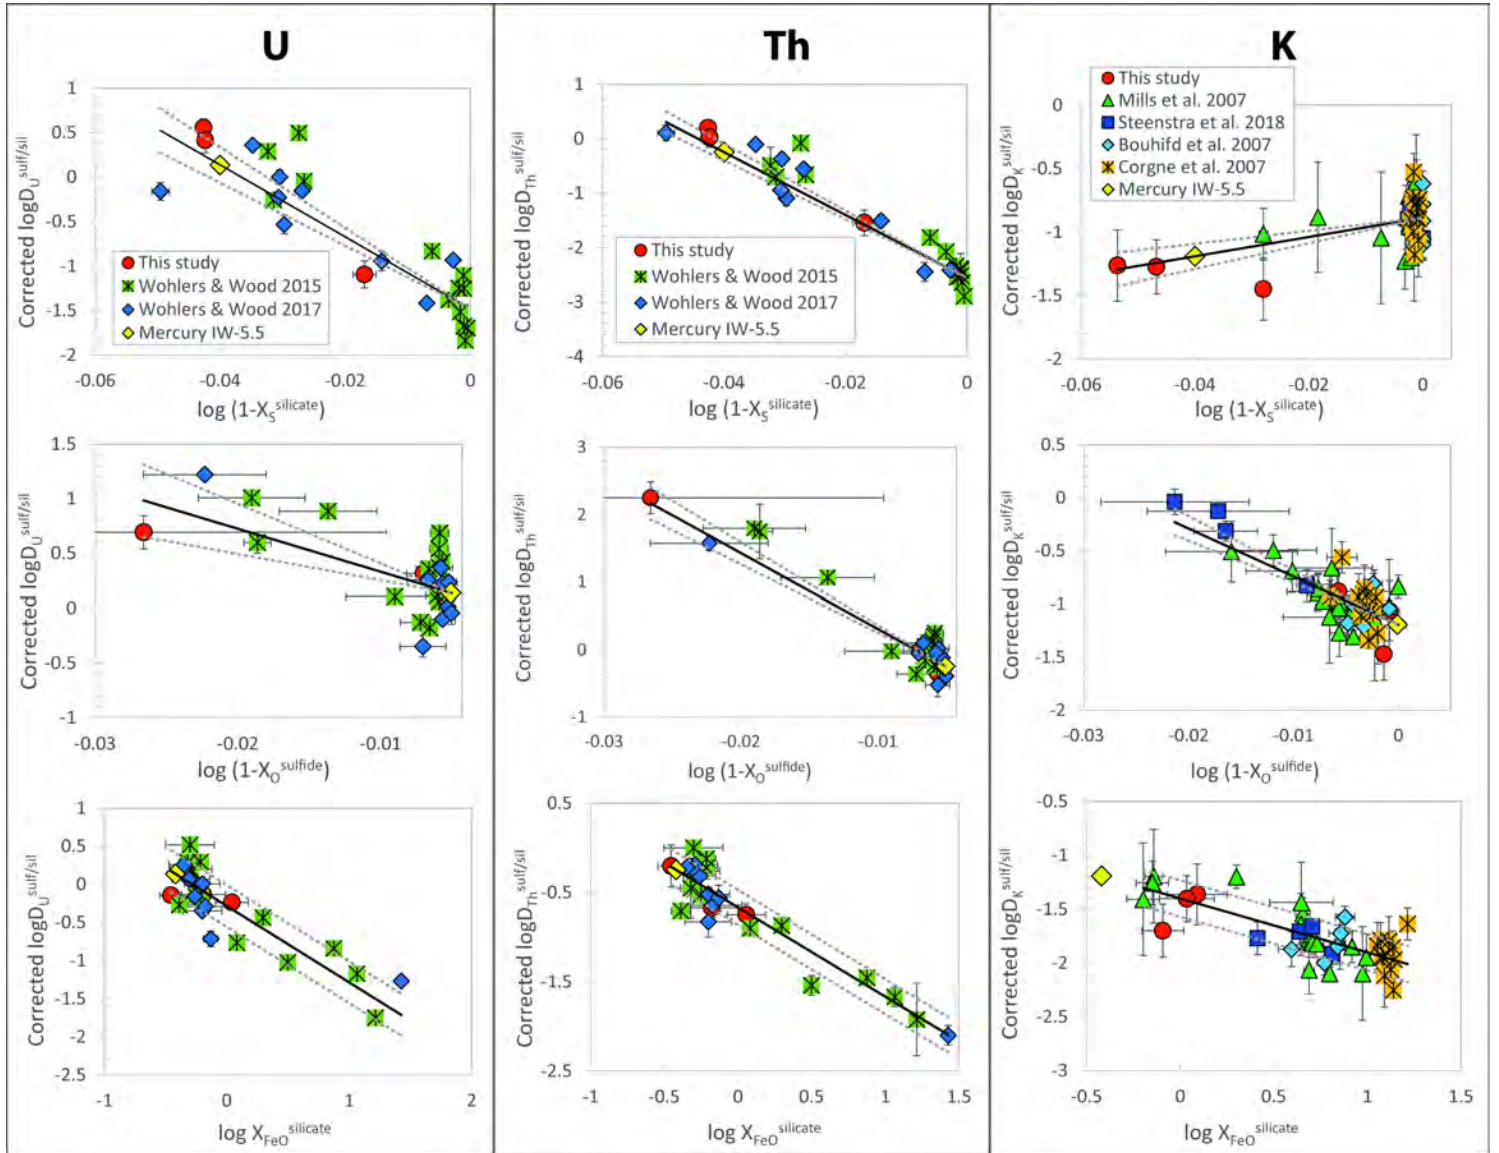 U
Th
K
Corrected logD_U^sulf/sil
1
0.5
0
-0.5
-1
-1.5
-2
-0.06
-0.04
-0.02
0
log (1-X_S^silicate)
This study
Wohlers & Wood 2015
Wohlers & Wood 2017
Mercury IW-5.5
Corrected logD_Th^sulf/sil
1
0
-1
-2
-3
-4
-0.06
-0.04
-0.02
0
log (1-X_S^silicate)
This study
Wohlers & Wood 2015
Wohlers & Wood 2017
Mercury IW-5.5
Corrected logD_K^sulf/sil
0
-0.5
-1
-1.5
-2
-0.06
-0.04
-0.02
0
log (1-X_S^silicate)
This study
Mills et al. 2007
Steenstra et al. 2018
Bouhifd et al. 2007
Corgne et al. 2007
Mercury IW-5.5
Corrected logD_U^sulf/sil
1.5
1
0.5
0
-0.5
-1
-0.03
-0.02
-0.01
log (1-X_O^sulfide)
Corrected logD_Th^sulf/sil
3
2
1
0
-1
-0.03
-0.02
-0.01
log (1-X_O^sulfide)
Corrected logD_K^sulf/sil
0.5
0
-0.5
-1
-1.5
-2
-0.03
-0.02
-0.01
0
log (1-X_O^sulfide)
Corrected logD_U^sulf/sil
1
0.5
0
-0.5
-1
-1.5
-2
-2.5
-1
0
1
2
log X_FeO^silicate
Corrected logD_Th^sulf/sil
0.5
-0.5
-1.5
-2.5
-1
-0.5
0
0.5
1
1.5
log X_FeO^silicate
Corrected logD_K^sulf/sil
-0.5
-1
-1.5
-2
-2.5
-3
-0.5
0
0.5
1
1.5
log X_FeO^silicate